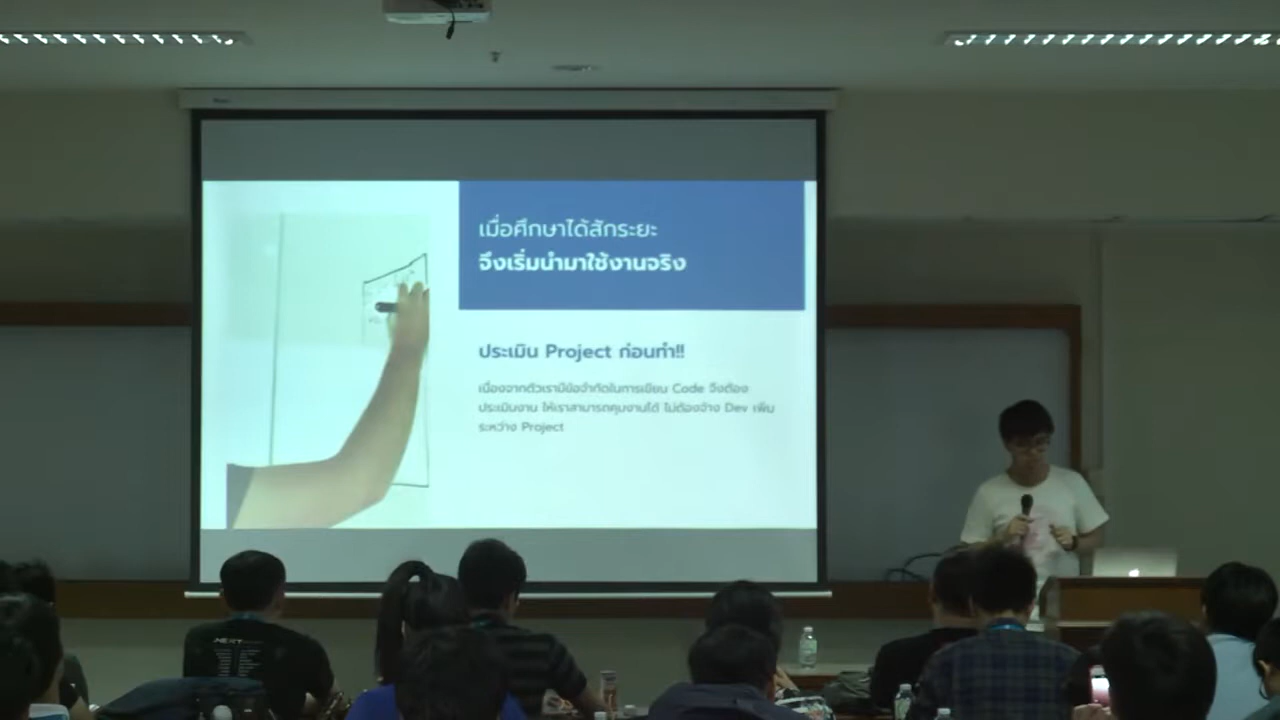 เมื่อศึกษาได้สักระยะ
จึงเริ่มนำมาใช้งานจริง
ประเมิน Project ก่อนทำ!!
เนื่องจากตัวเรามีข้อจำกัดในการเขียน Code จึงต้อง
ประเมินงาน ให้เราสามารถคุมงานได้ ไม่ต้องจ้าง Dev เพิ่ม
ระหว่าง Project